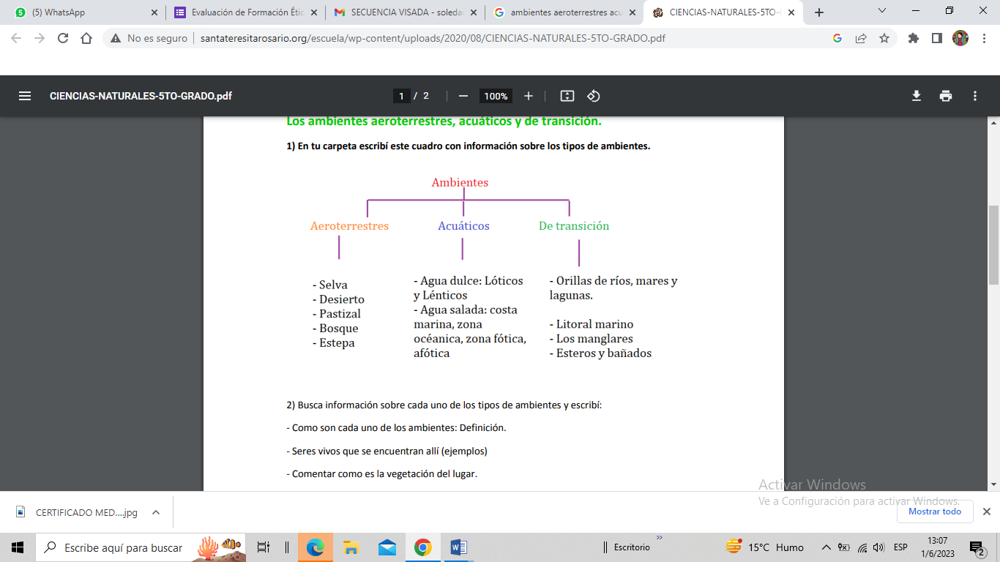 (5) WhatsApp
Evaluación de Formación Étic
SECUENCIA VISADA - soleda
ambientes aeroterrestres acu
CIENCIAS-NATURALES-5TO-G
No es seguro
santateresitarosario.org/escuela/wp-content/uploads/2020/08/CIENCIAS-NATURALES-5TO-GRADO.pdf
CIENCIAS-NATURALES-5TO-GRADO.pdf
1 / 2
100%
Los ambientes aeroterrestres, acuáticos y de transición.
1) En tu carpeta escribí este cuadro con información sobre los tipos de ambientes.
Ambientes
Aeroterrestres
Acuáticos
De transición
- Selva
- Desierto
- Pastizal
- Bosque
- Estepa
- Agua dulce: Lóticos
y Lénticos
- Agua salada: costa
marina, zona
océanica, zona fótica,
afótica
- Orillas de ríos, mares y
lagunas.
- Litoral marino
- Los manglares
- Esteros y bañados
2) Busca información sobre cada uno de los tipos de ambientes y escribí:
- Como son cada uno de los ambientes: Definición.
- Seres vivos que se encuentran allí (ejemplos)
- Comentar como es la vegetación del lugar.
Activar Windows
Ve a Configuración para activar Windows.
CERTIFICADO MED....jpg
Mostrar todo
Escribe aquí para buscar
Escritorio
15°C Humo
ESP
13:07
1/6/2023
2